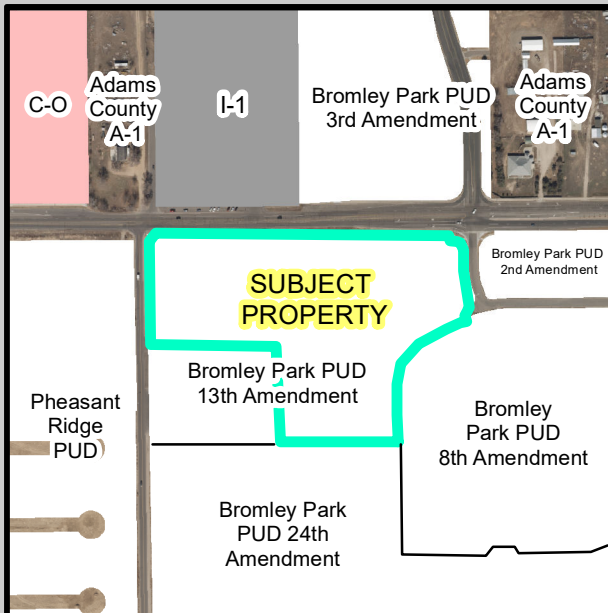 C-O
Adams
County
A-1
I-1
Bromley Park PUD
3rd Amendment
Adams
County
A-1
Bromley Park PUD
2nd Amendment
SUBJECT
PROPERTY
Bromley Park PUD
13th Amendment
Pheasant
Ridge
PUD
Bromley
Park PUD
8th Amendment
Bromley Park
PUD 24th
Amendment